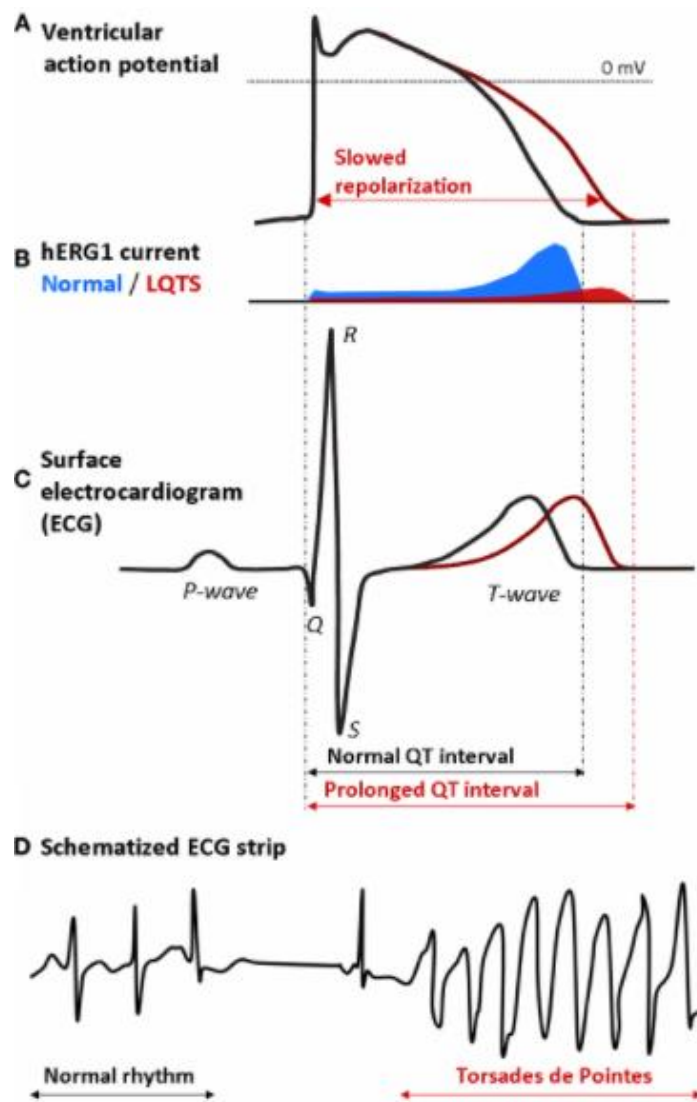 A Ventricular
action potential
0 mV
Slowed
repolarization
B hERG1 current
Normal / LQTS
R
C Surface
electrocardiogram
(ECG)
P-wave
Q
T-wave
S
Normal QT interval
Prolonged QT interval
D Schematized ECG strip
Normal rhythm
Torsades de Pointes